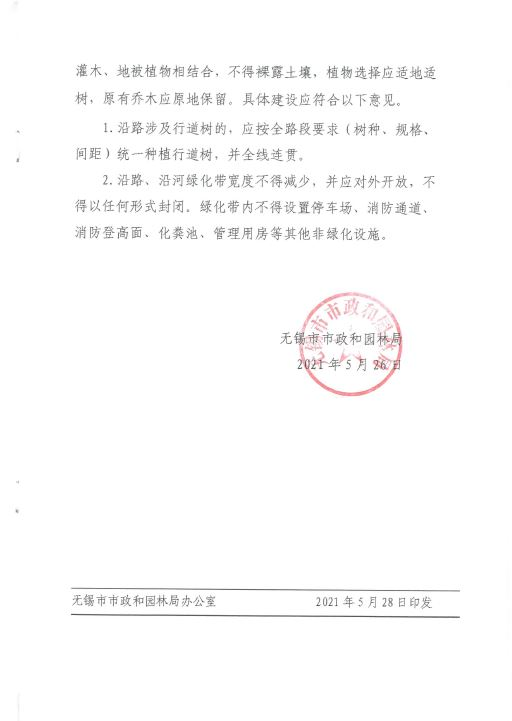 灌木、地被植物相结合，不得裸露土壤，植物选择应适地适
树，原有乔木应原地保留。具体建设应符合以下意见。
1.沿路涉及行道树的，应按全路段要求（树种、规格、
间距）统一种植行道树，并全线连贯。
2.沿路、沿河绿化带宽度不得减少，并应对外开放，不
得以任何形式封闭。绿化带内不得设置停车场、消防通道、
消防登高面、化粪池、管理用房等其他非绿化设施。
无锡市市政和园林局
无锡市市政和园林局
2021年5月26日
无锡市市政和园林局办公室 2021年5月28日印发